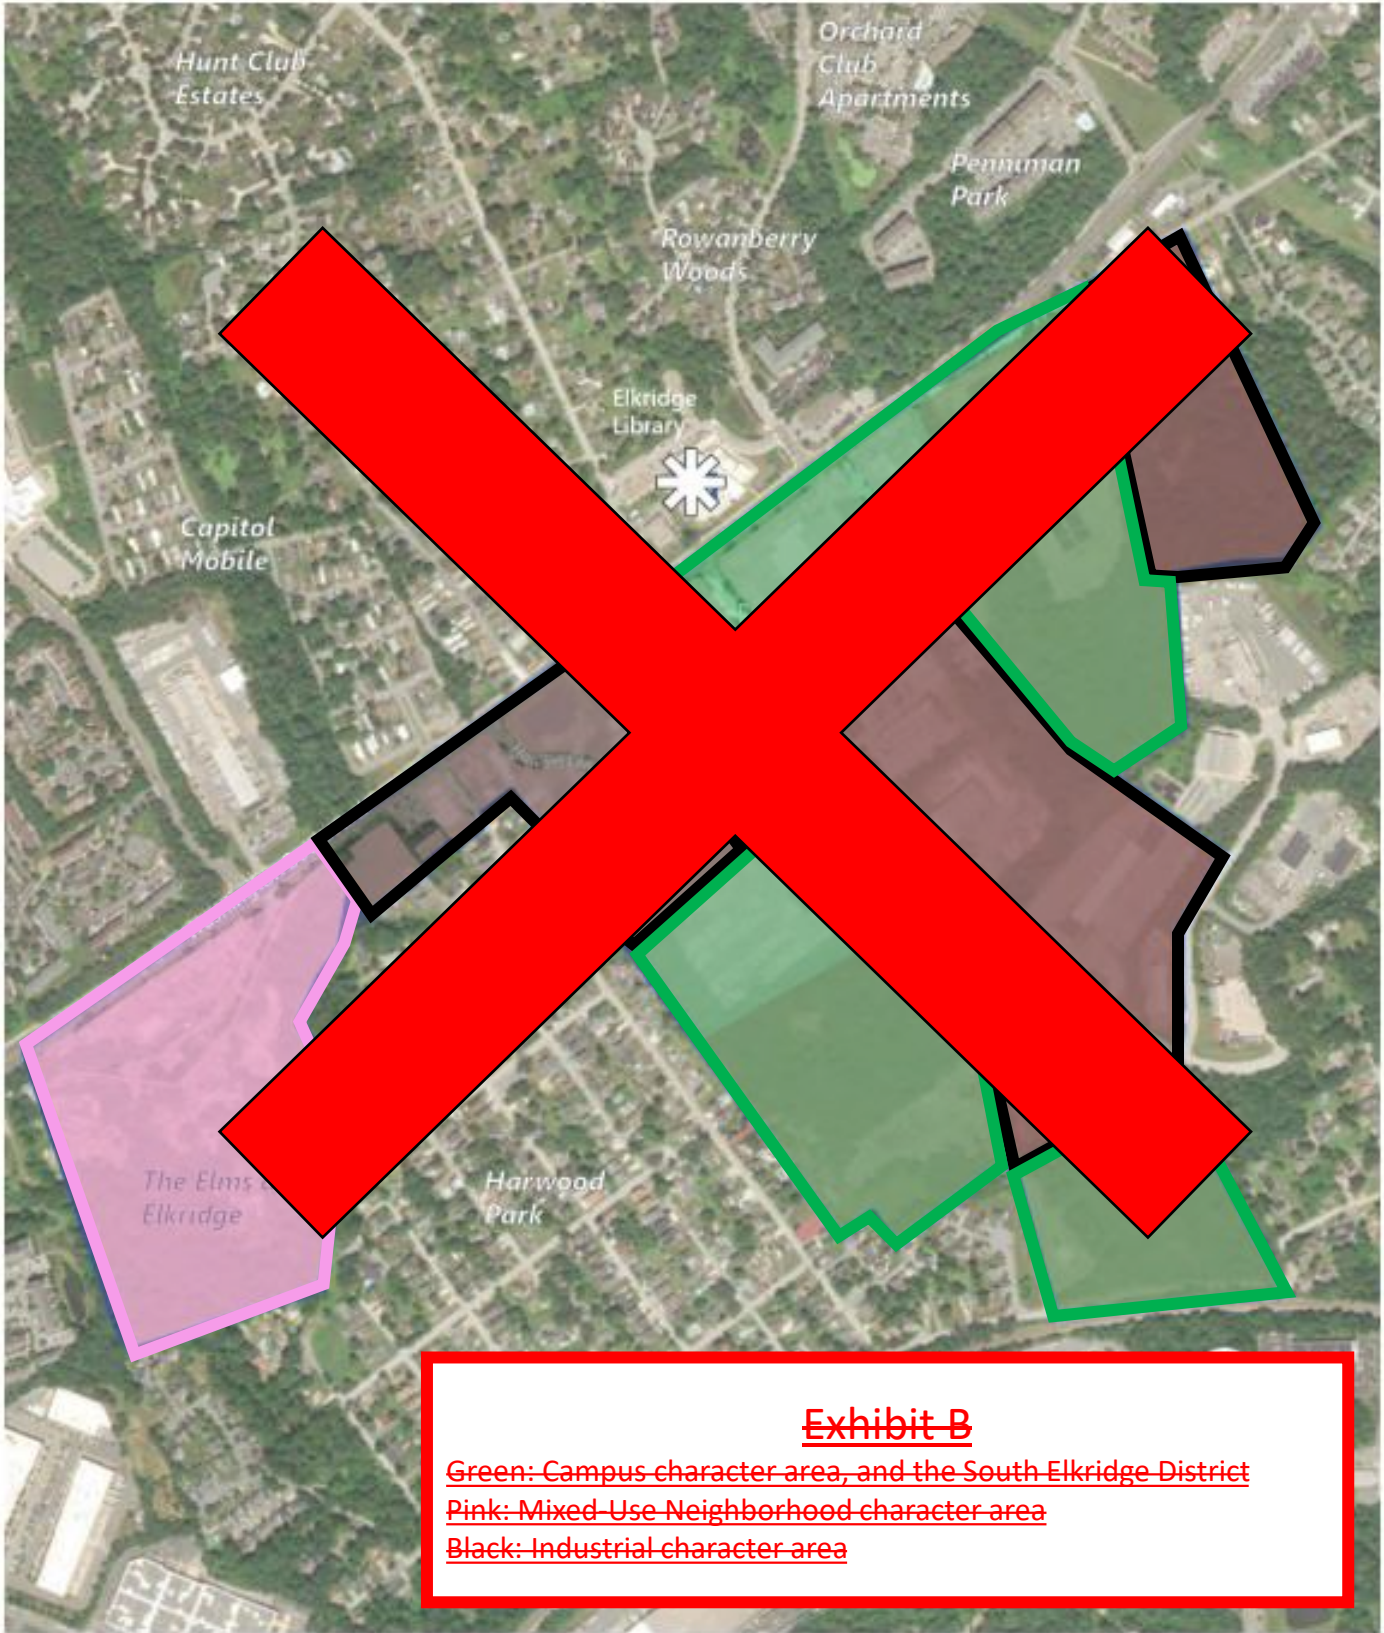 Orchard
Club
Apartments
Hunt Club
Estates
Penniman
Park
Rowanberry
Woods
Elkridge
Library
Capitol
Mobile
The Elms
Elkridge
Harwood
Park
Exhibit B
Green: Campus character area, and the South Elkridge District
Pink: Mixed-Use Neighborhood character area
Black: Industrial character area